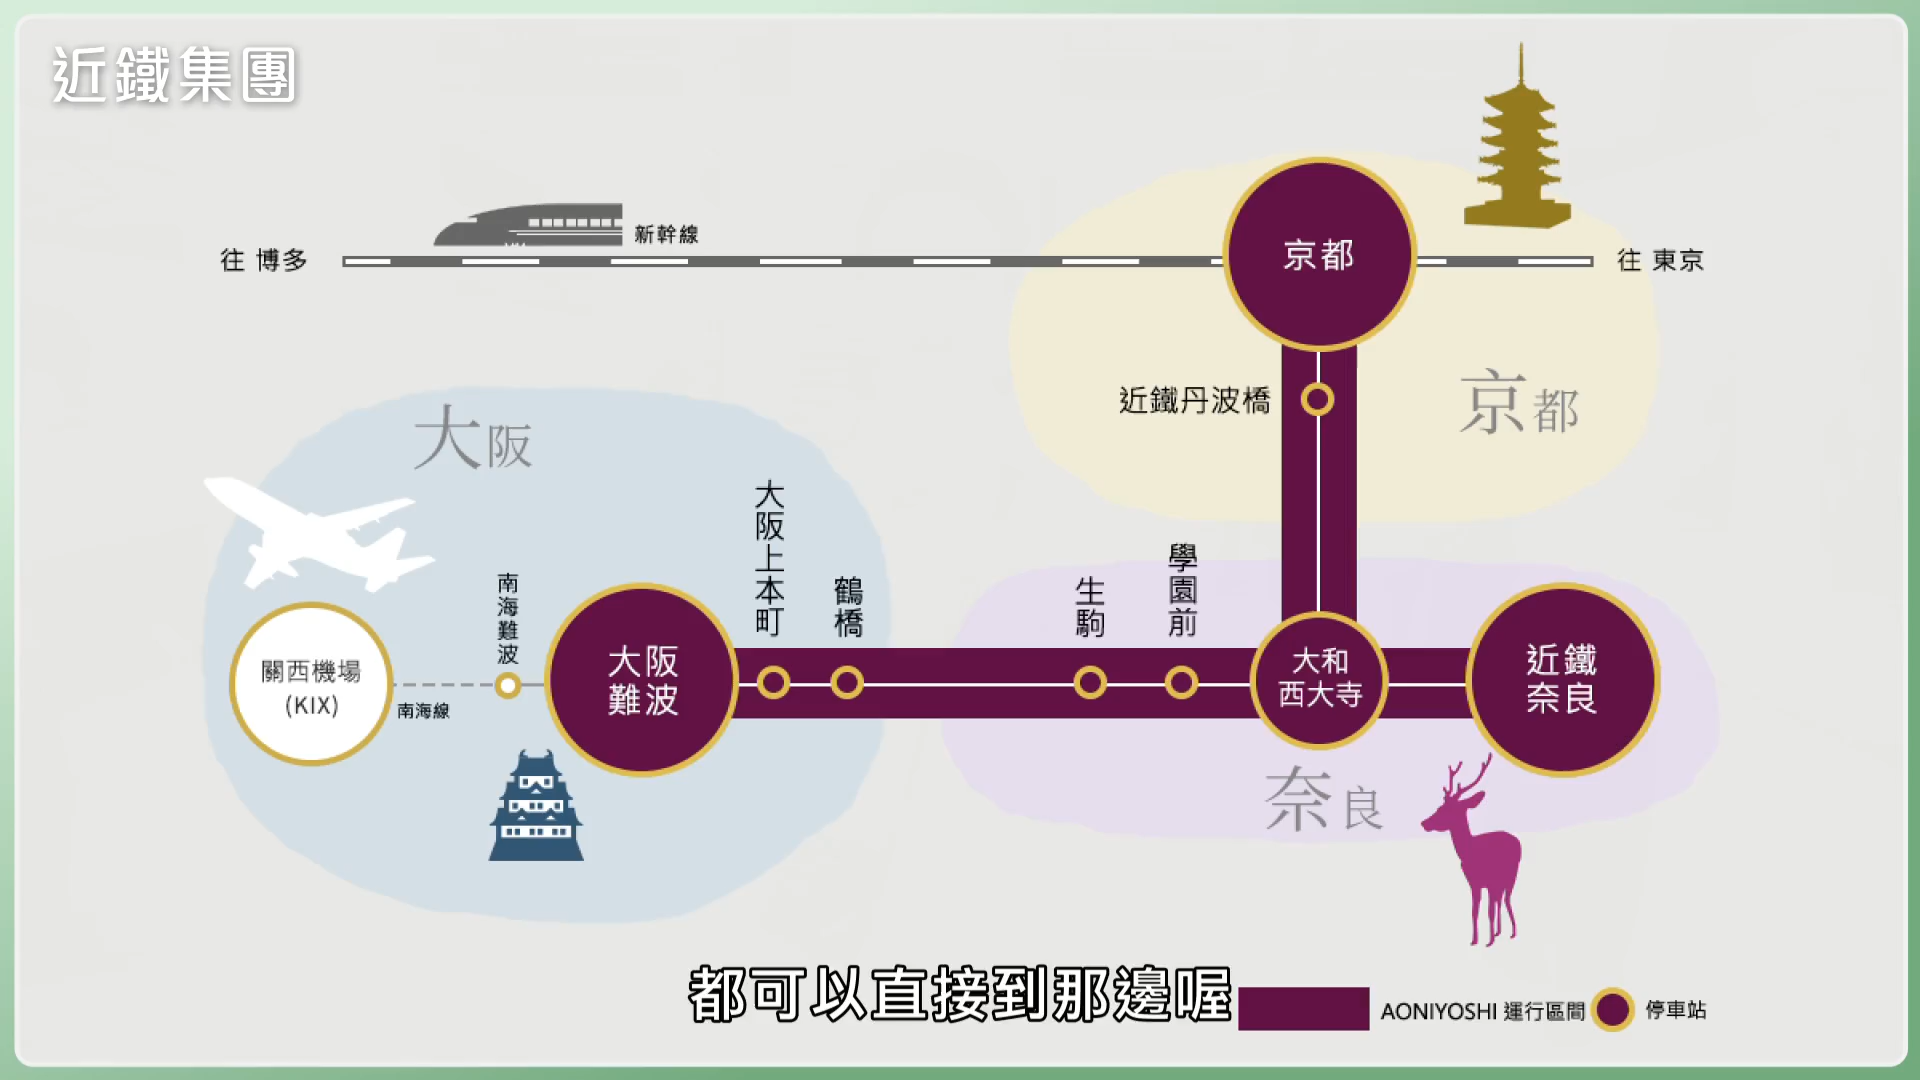 近鐵集團
新幹線
往 博多
京都
往 東京
近鐵丹波橋
京都
大阪
大阪上本町
鶴橋
生駒
學園前
南海難波
關西機場
(KIX)
南海線
大阪
難波
大和
西大寺
近鐵
奈良
奈良
都可以直接到那邊喔
AONIYOSHI 運行區間
停車站